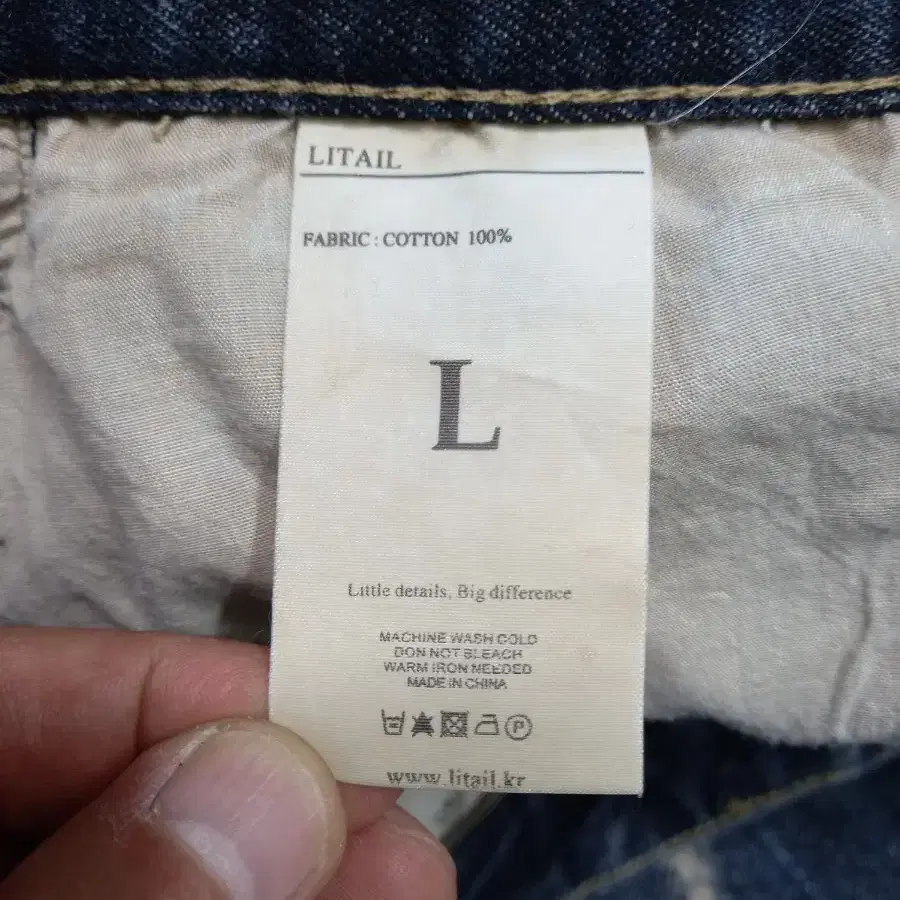 LITAIL
FABRIC : COTTON 100%
L
Little details, Big difference
MACHINE WASH COLD
DON NOT BLEACH
WARM IRON NEEDED
MADE IN CHINA
P
www.litail.kr